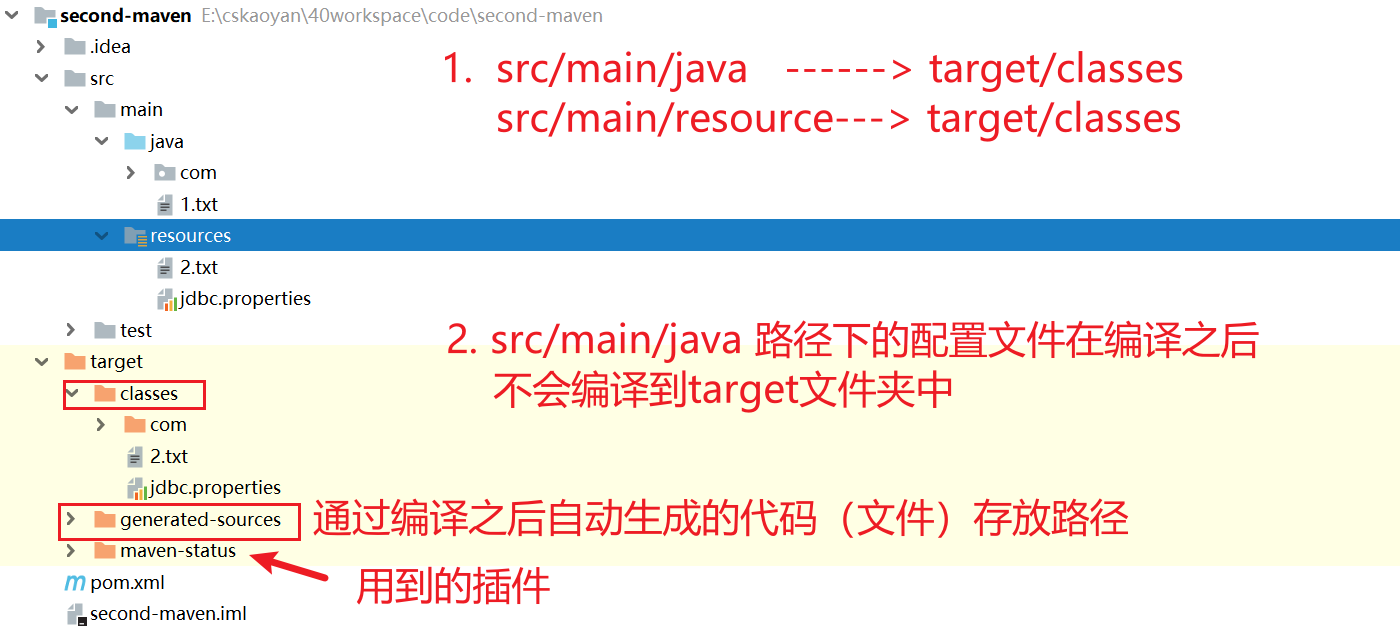 second-maven E:\cskaoyan\40workspace\code\second-maven
.idea
src
main
java
com
1.txt
resources
2.txt
jdbc.properties
test
target
classes
com
2.txt
jdbc.properties
generated-sources
maven-status
pom.xml
second-maven.iml
1. src/main/java ------> target/classes
src/main/resource---> target/classes
2. src/main/java 路径下的配置文件在编译之后
不会编译到target文件夹中
通过编译之后自动生成的代码（文件）存放路径
用到的插件